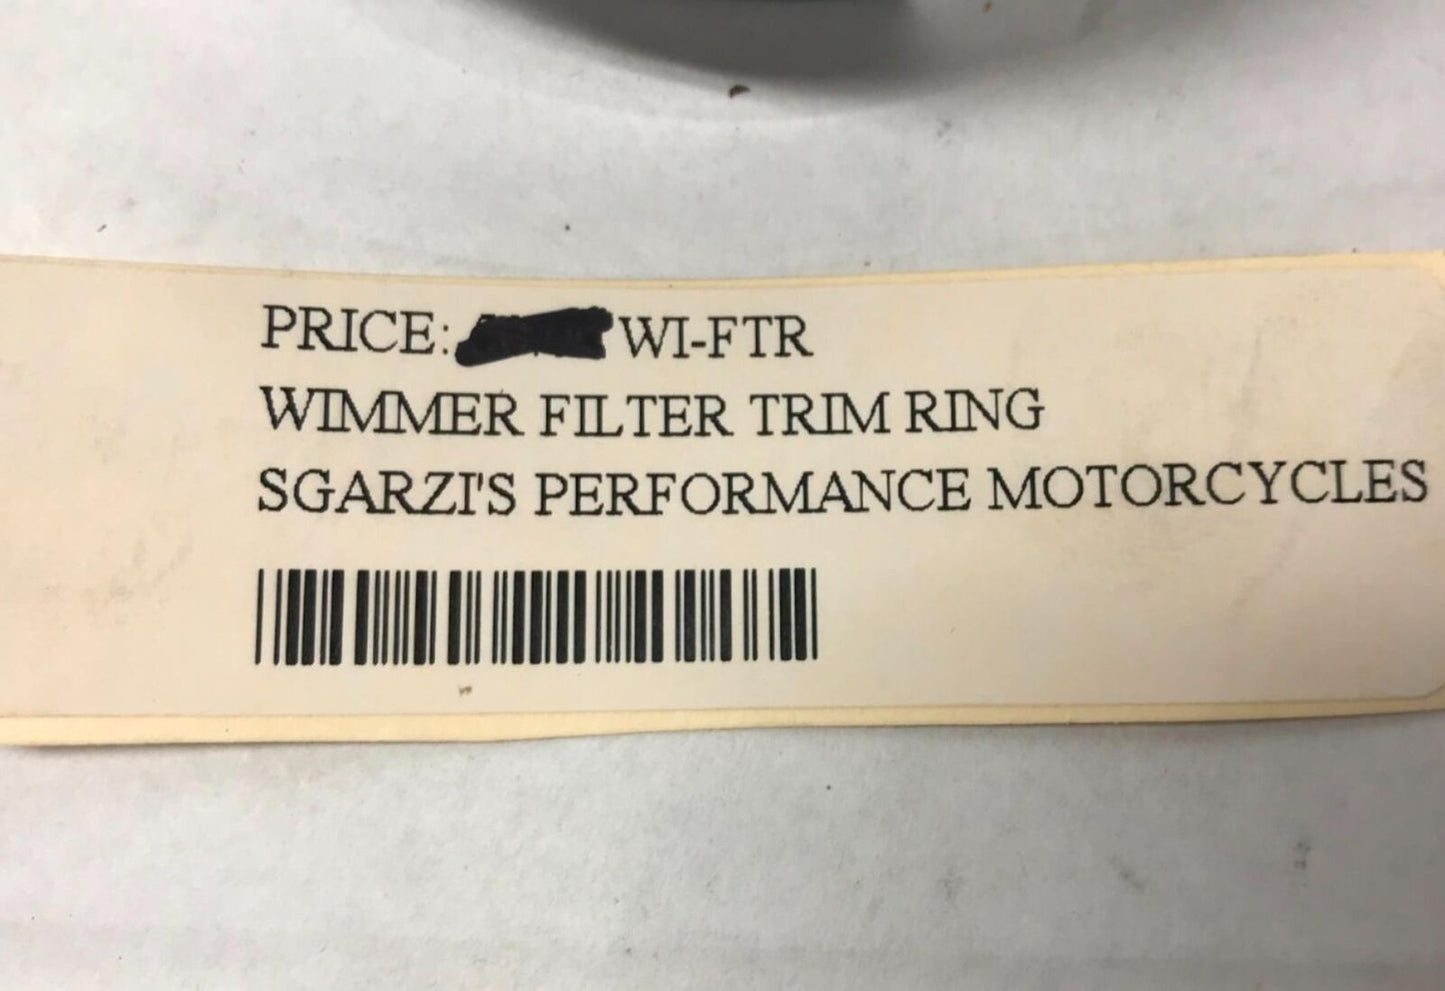 PRICE: WI-FTR
WIMMER FILTER TRIM RING
SGARZI'S PERFORMANCE MOTORCYCLES